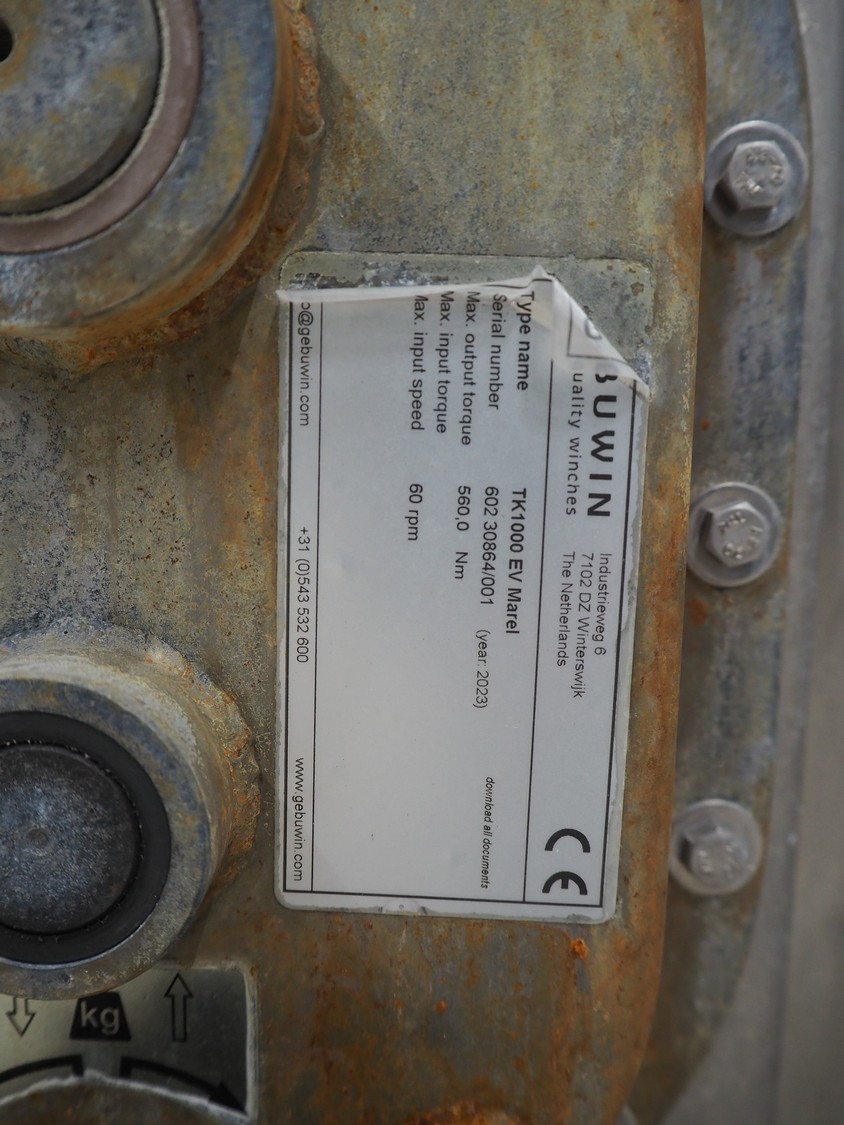 BUWIN
uality winches
Industrieweg 6
7102 DZ Winterswijk
The Netherlands
CE
Type name TK1000 EV Marel
Serial number 602 30864/001 (year: 2023)
Max. output torque 560,0 Nm
Max. input torque
Max. input speed 60 rpm
download all documents
o@gebuwin.com +31 (0)543 532 600 www.gebuwin.com
kg